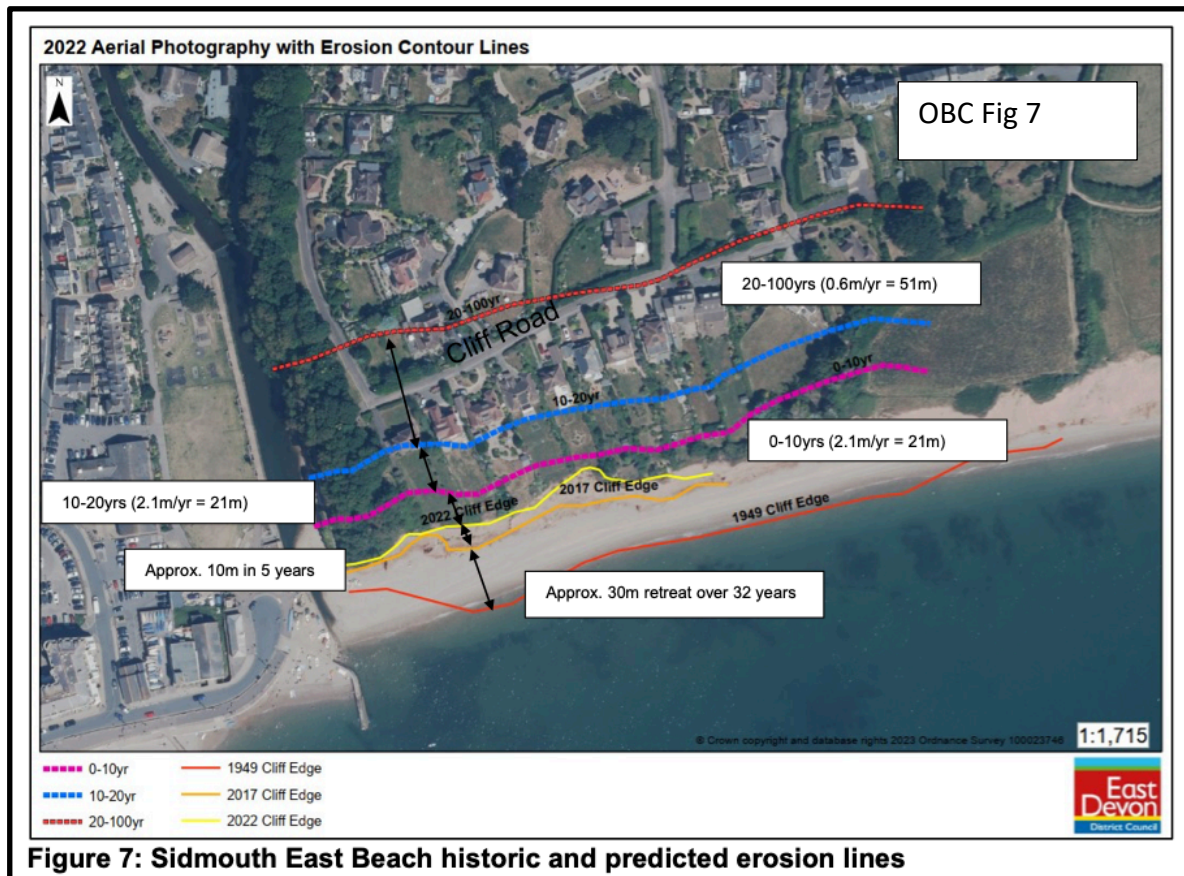 2022 Aerial Photography with Erosion Contour Lines
N
OBC Fig 7
20-100yrs (0.6m/yr = 51m)
20-100yr
Cliff Road
10-20yr
0-10yr
0-10yrs (2.1m/yr = 21m)
10-20yrs (2.1m/yr = 21m)
2017 Cliff Edge
2022 Cliff Edge
1949 Cliff Edge
Approx. 10m in 5 years
Approx. 30m retreat over 32 years
© Crown copyright and database rights 2023 Ordnance Survey 100023746
1:1,715
0-10yr
10-20yr
20-100yr
1949 Cliff Edge
2017 Cliff Edge
2022 Cliff Edge
East
Devon
District Council
Figure 7: Sidmouth East Beach historic and predicted erosion lines